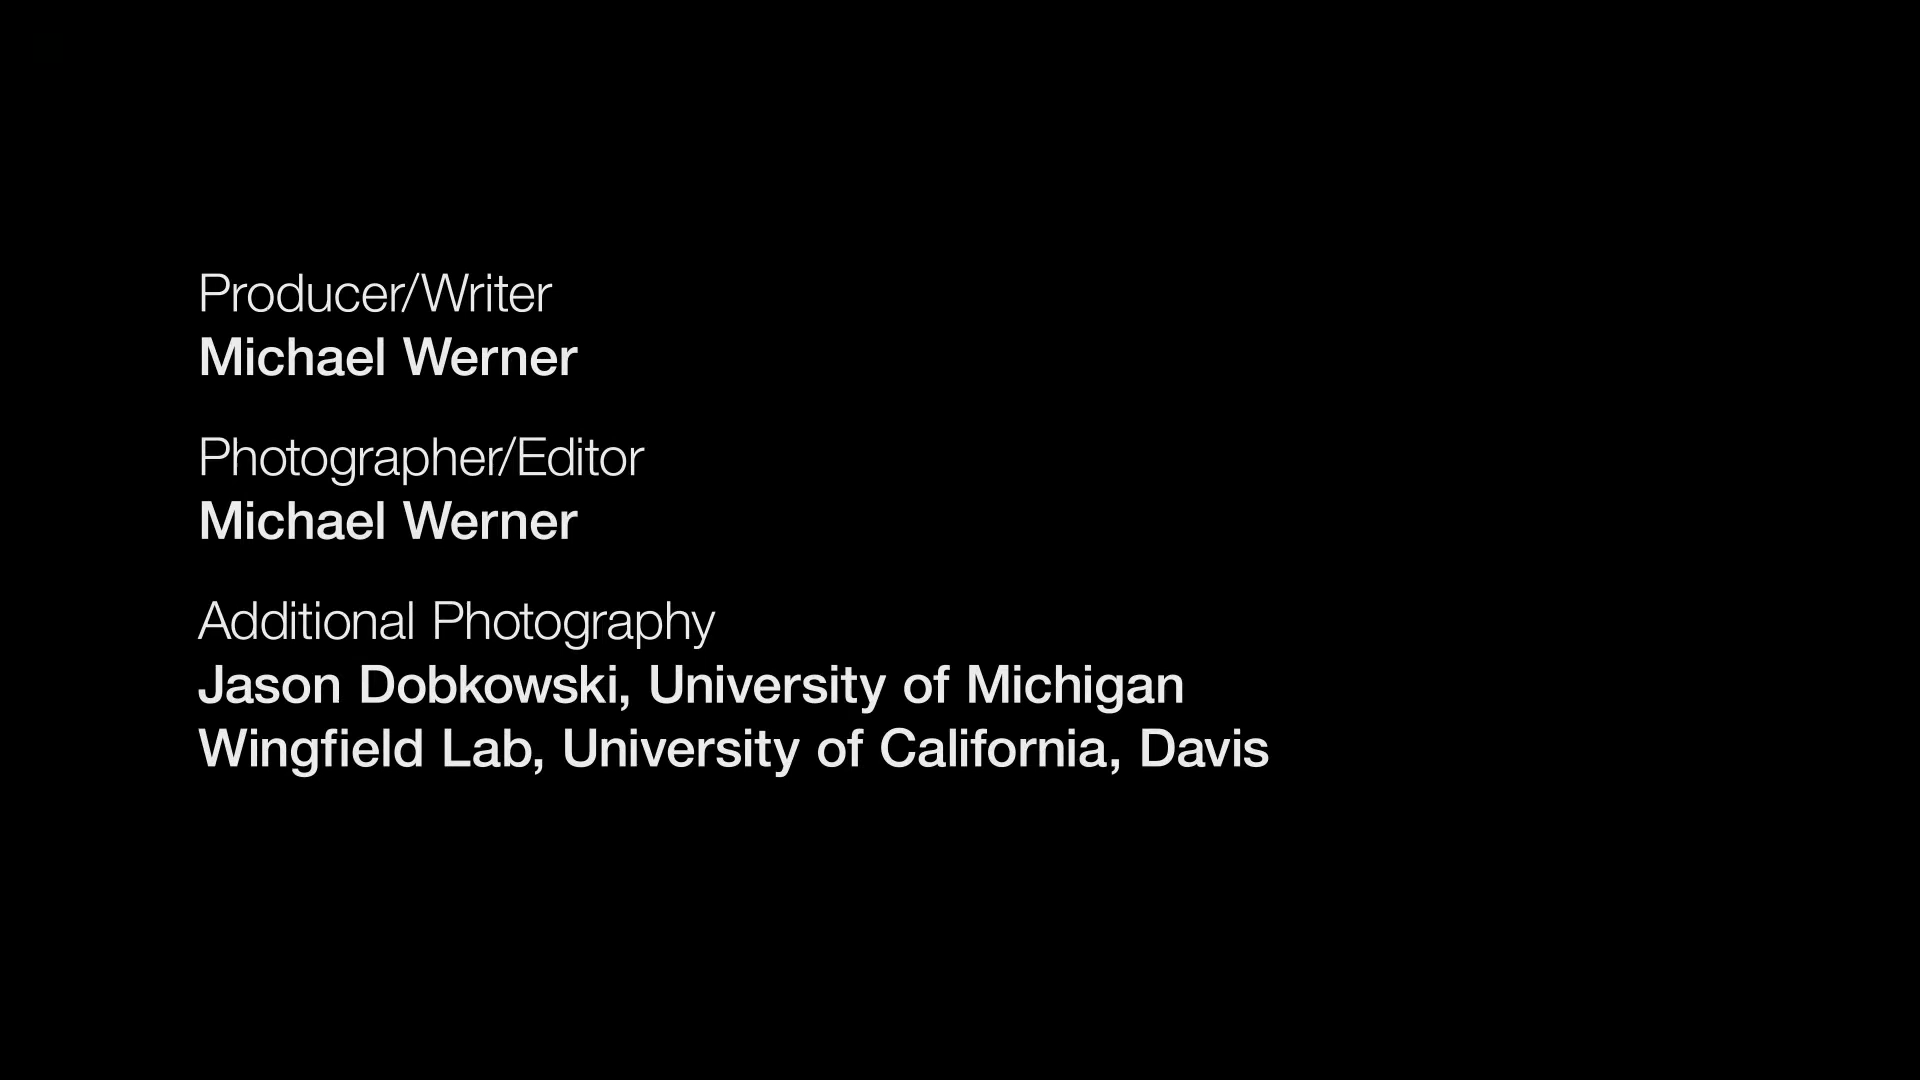 Producer/Writer
Michael Werner
Photographer/Editor
Michael Werner
Additional Photography
Jason Dobkowski, University of Michigan
Wingfield Lab, University of California, Davis